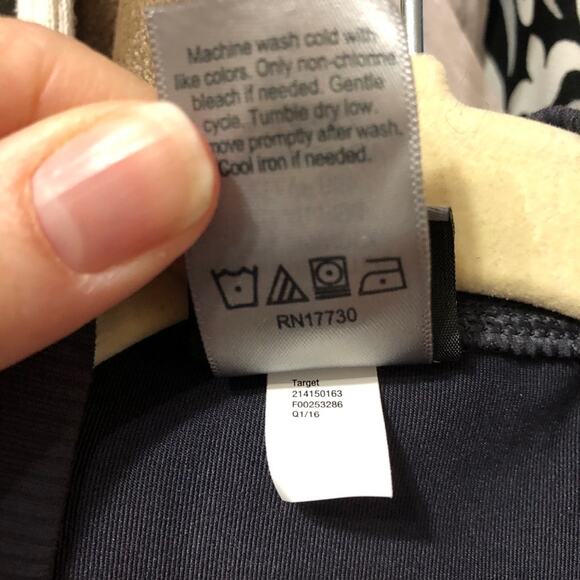 Machine wash cold with
like colors. Only non-chlorine
bleach if needed. Gentle
cycle. Tumble dry low.
move promptly after wash.
Cool iron if needed.
RN17730
Target
214150163
F00253286
Q1/16